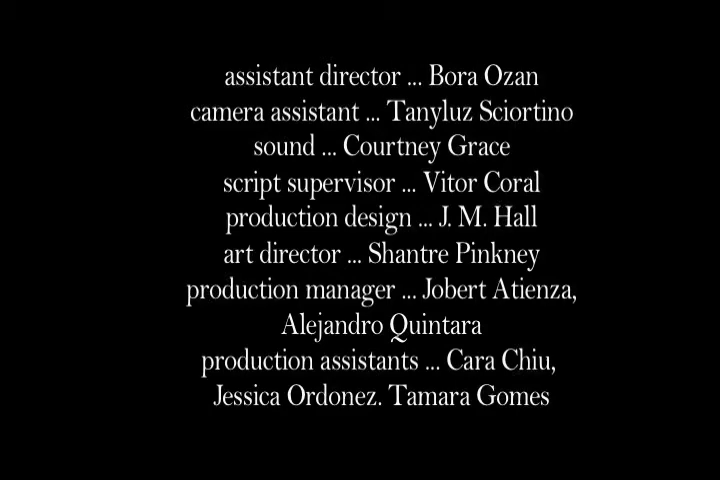 assistant director ... Bora Ozan
camera assistant ... Tanyluz Sciortino
sound ... Courtney Grace
script supervisor ... Vitor Coral
production design ... J. M. Hall
art director ... Shantre Pinkney
production manager ... Jobert Atienza,
Alejandro Quintara
production assistants ... Cara Chiu,
Jessica Ordonez. Tamara Gomes